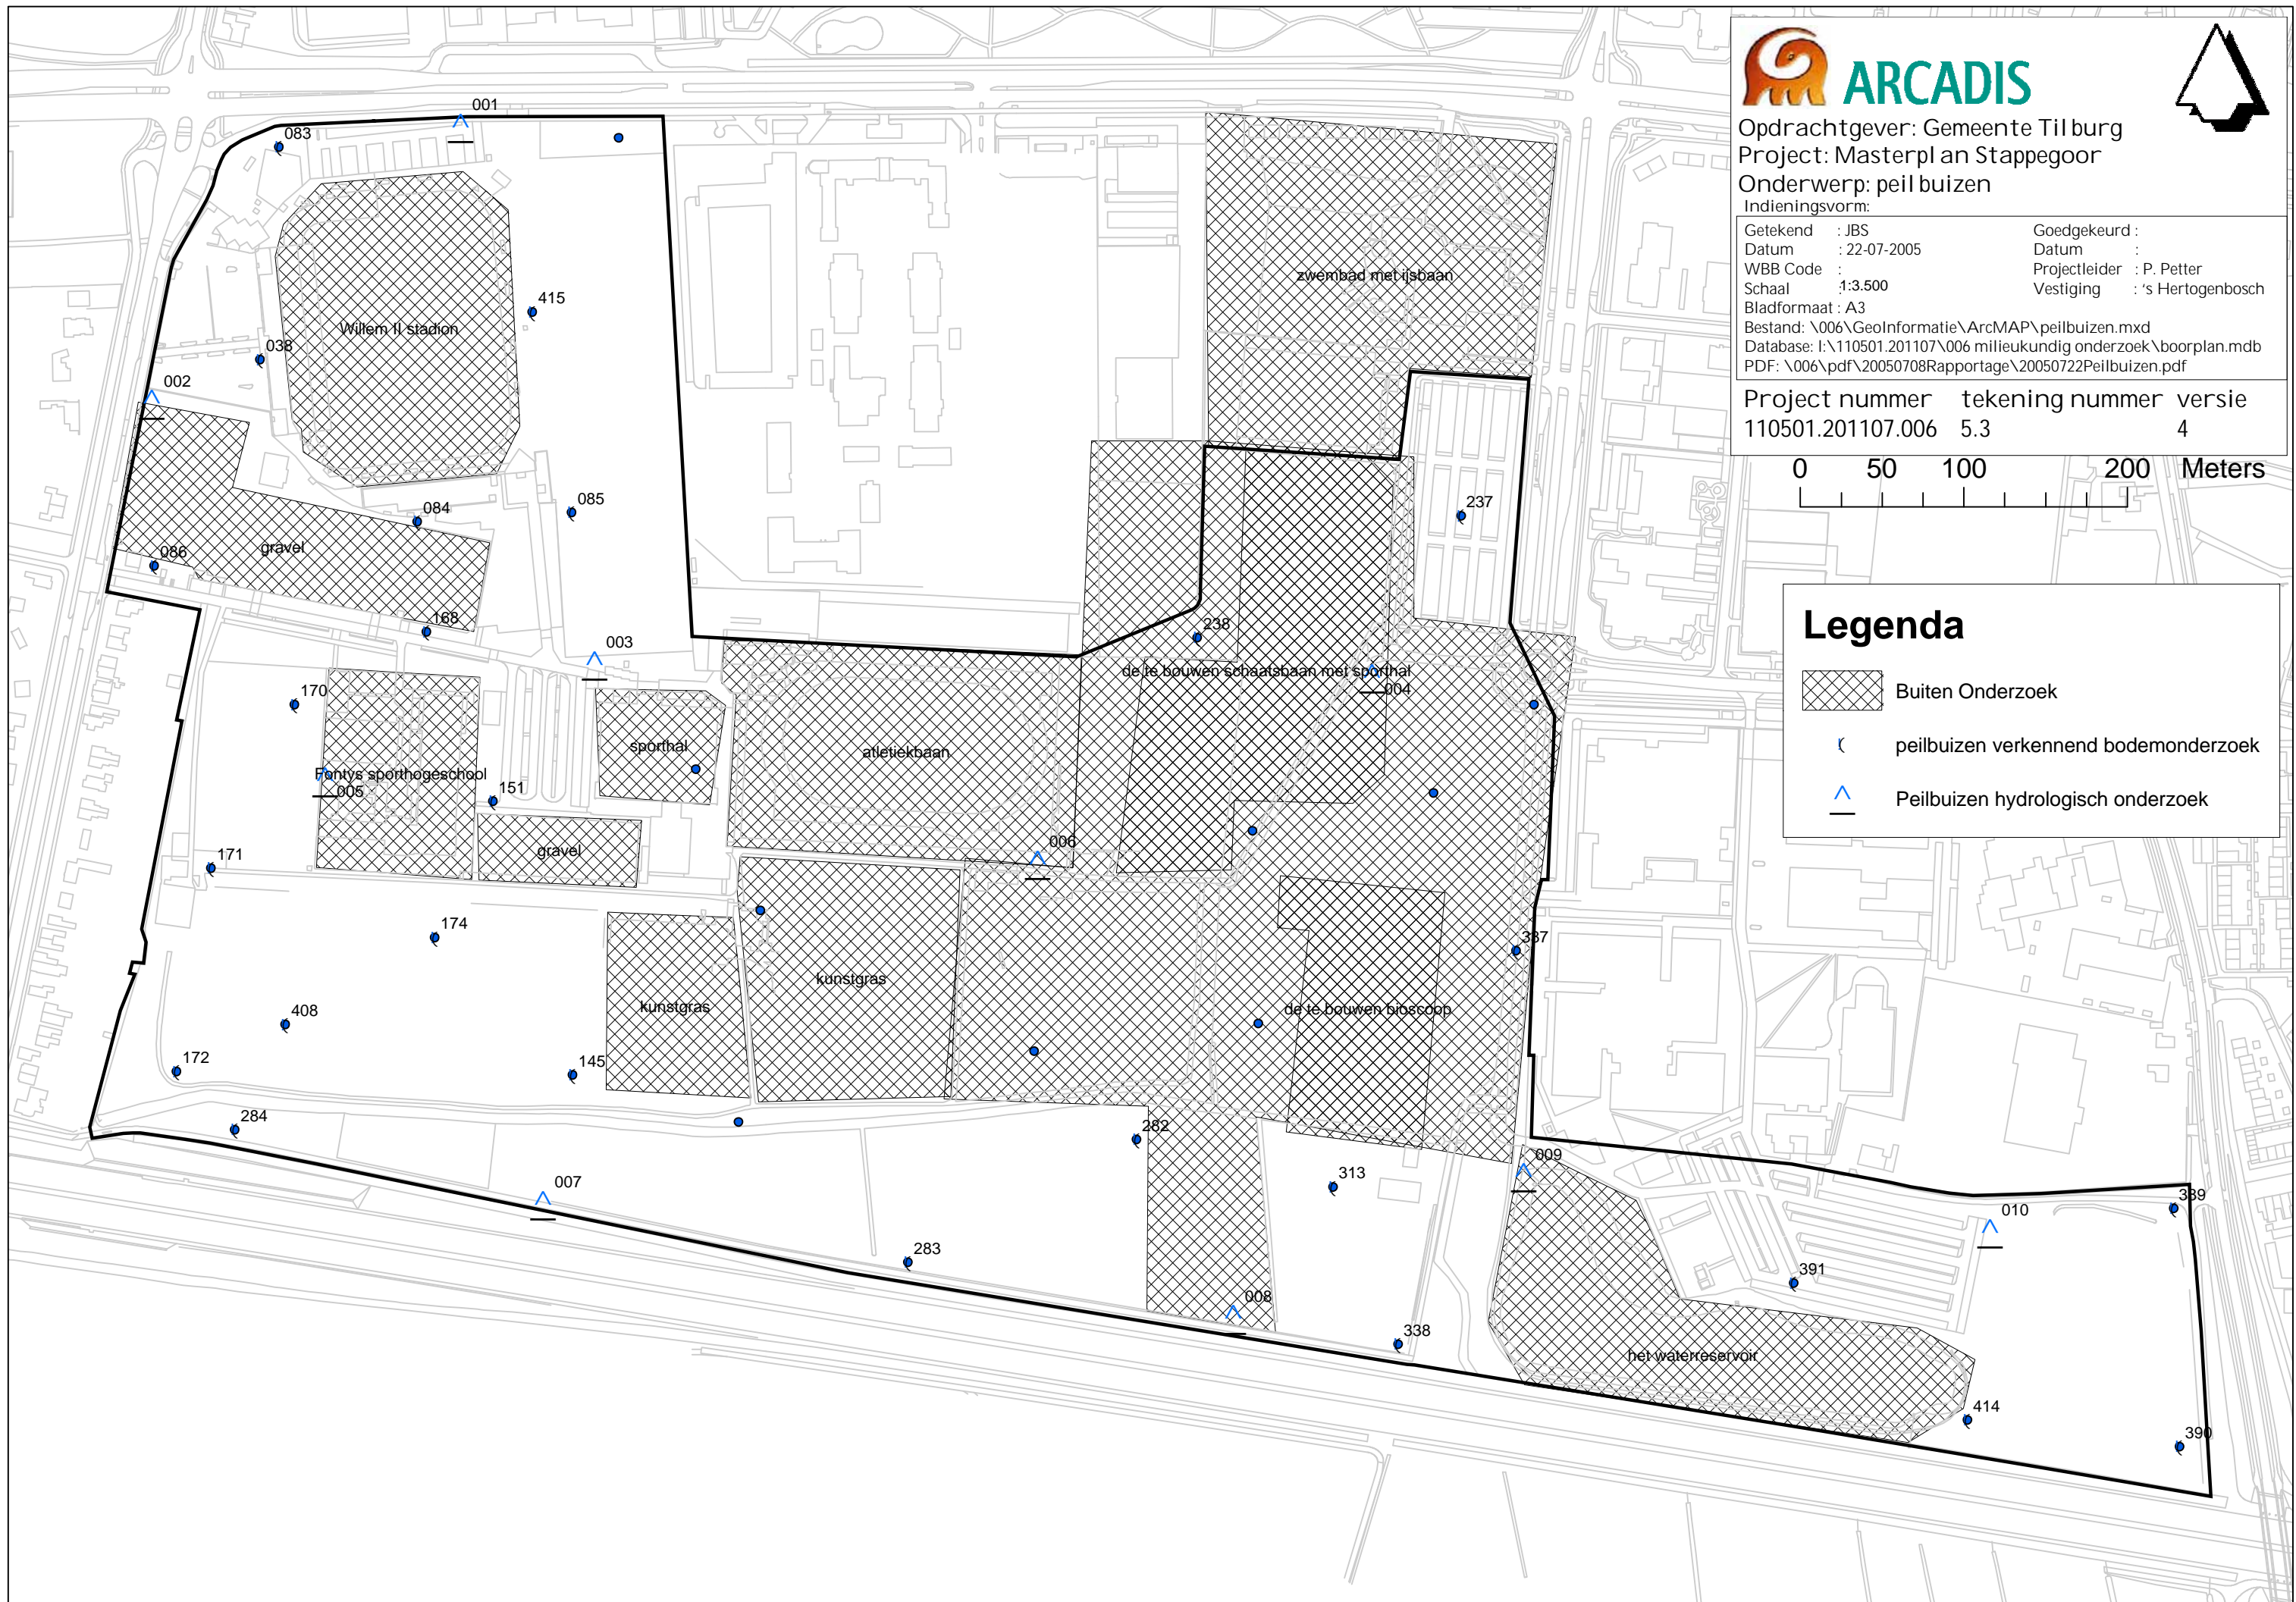 ARCADIS
Opdrachtgever: Gemeente Tilburg
Project: Masterplan Stappegoor
Onderwerp: peilbuizen
Indieningsvorm:
Getekend : JBS Goedgekeurd :
Datum : 22-07-2005 Datum :
WBB Code : Projectleider : P. Petter
Schaal : 1:3.500 Vestiging : 's Hertogenbosch
Bladformaat : A3
Bestand: \006\GeoInformatie\ArcMAP\peilbuizen.mxd
Database: I:\110501.201107\006 milieukundig onderzoek\boorplan.mdb
PDF: \006\pdf\20050708Rapportage\20050722Peilbuizen.pdf
Project nummer tekening nummer versie
110501.201107.006 5.3 4
0 50 100 200 Meters
Legenda
Buiten Onderzoek
peilbuizen verkennend bodemonderzoek
Peilbuizen hydrologisch onderzoek
001
083
zwembad met ijsbaan
415
Willem II stadion
038
002
085
084
237
gravel
086
168
238
003
de te bouwen schaatsbaan met sporthal
004
170
sporthal
atletiekbaan
Fontys sporthogeschool
005
151
006
gravel
171
174
337
kunstgras
kunstgras
de te bouwen bioscoop
408
172
145
284
282
009
313
007
389
010
283
391
008
338
het waterreservoir
414
390